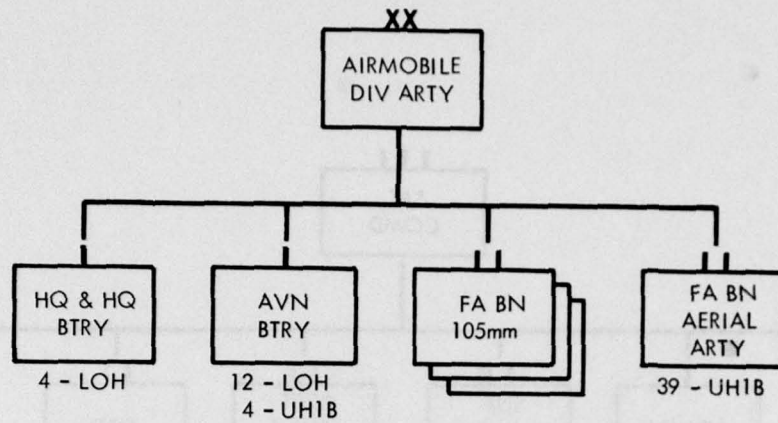 XX
AIRMOBILE
DIV ARTY
HQ & HQ
BTRY
4 - LOH
AVN
BTRY
12 - LOH
4 - UH1B
FA BN
105mm
FA BN
AERIAL
ARTY
39 - UH1B